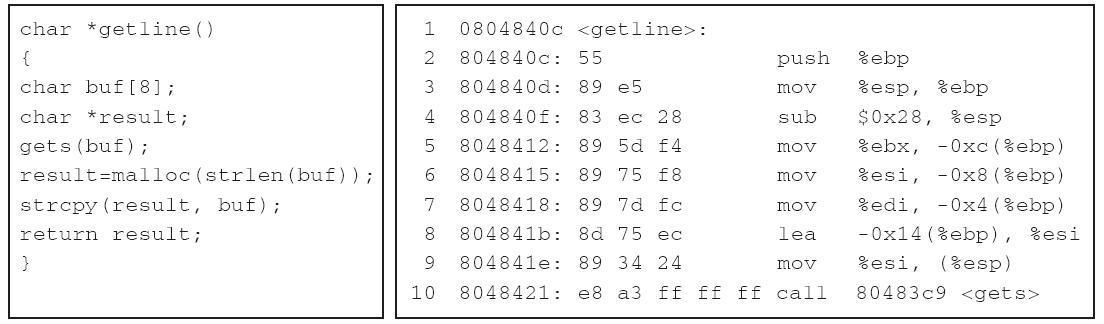 char *getline()
{
char buf[8];
char *result;
gets(buf);
result=malloc(strlen(buf));
strcpy(result, buf);
return result;
}
1 0804840c <getline>:
2 804840c: 55 push %ebp
3 804840d: 89 e5 mov %esp, %ebp
4 804840f: 83 ec 28 sub $0x28, %esp
5 8048412: 89 5d f4 mov %ebx, -0xc(%ebp)
6 8048415: 89 75 f8 mov %esi, -0x8(%ebp)
7 8048418: 89 7d fc mov %edi, -0x4(%ebp)
8 804841b: 8d 75 ec lea -0x14(%ebp), %esi
9 804841e: 89 34 24 mov %esi, (%esp)
10 8048421: e8 a3 ff ff ff call 80483c9 <gets>